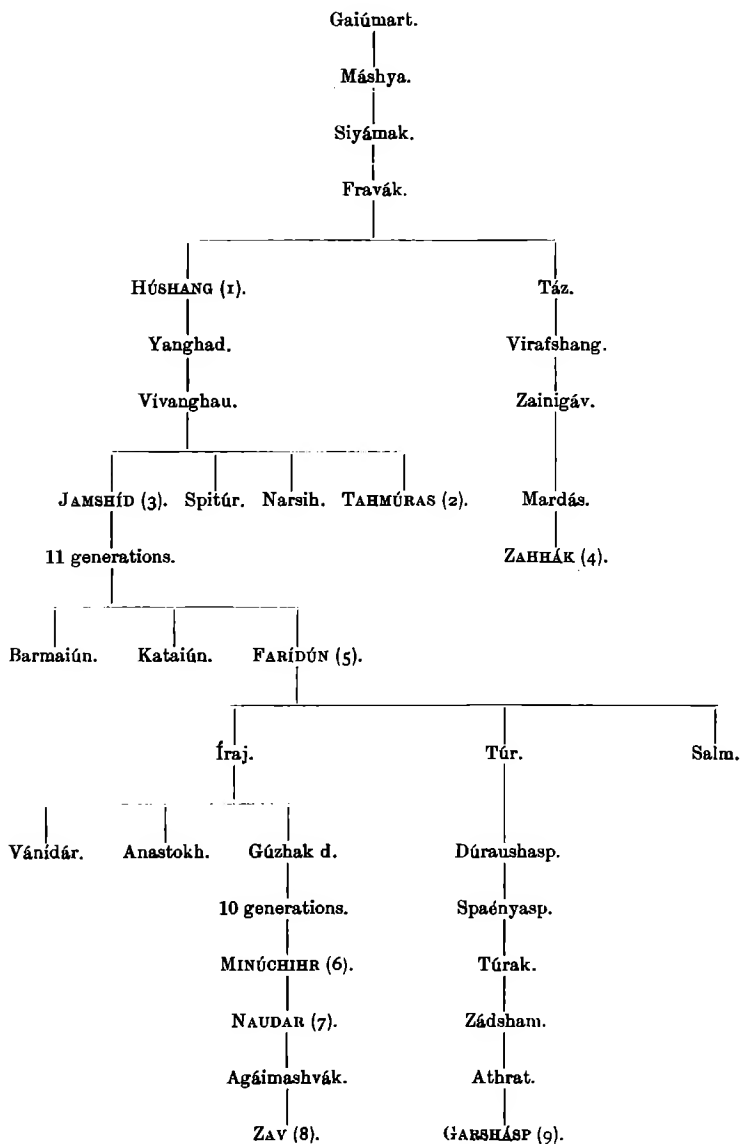 Gaiúmart.
Máshya.
Siyámak.
Fravák.
HÚSHANG (1). Táz.
Yanghad. Virafshang.
Vívanghau. Zainigáv.
JAMSHÍD (3). Spitúr. Narsih. TAHMÚRAS (2). Mardás.
11 generations. ZAHHÁK (4).
Barmaiún. Kataiún. FARÍDÚN (5).
Íraj. Túr. Salm.
Vánídár. Anastokh. Gúzhak d. Dúraushasp.
10 generations. Spaényasp.
MINÚCHIHR (6). Túrak.
NAUDAR (7). Zádsham.
Agáimashvák. Athrat.
ZAV (8). GARSHÁSP (9).